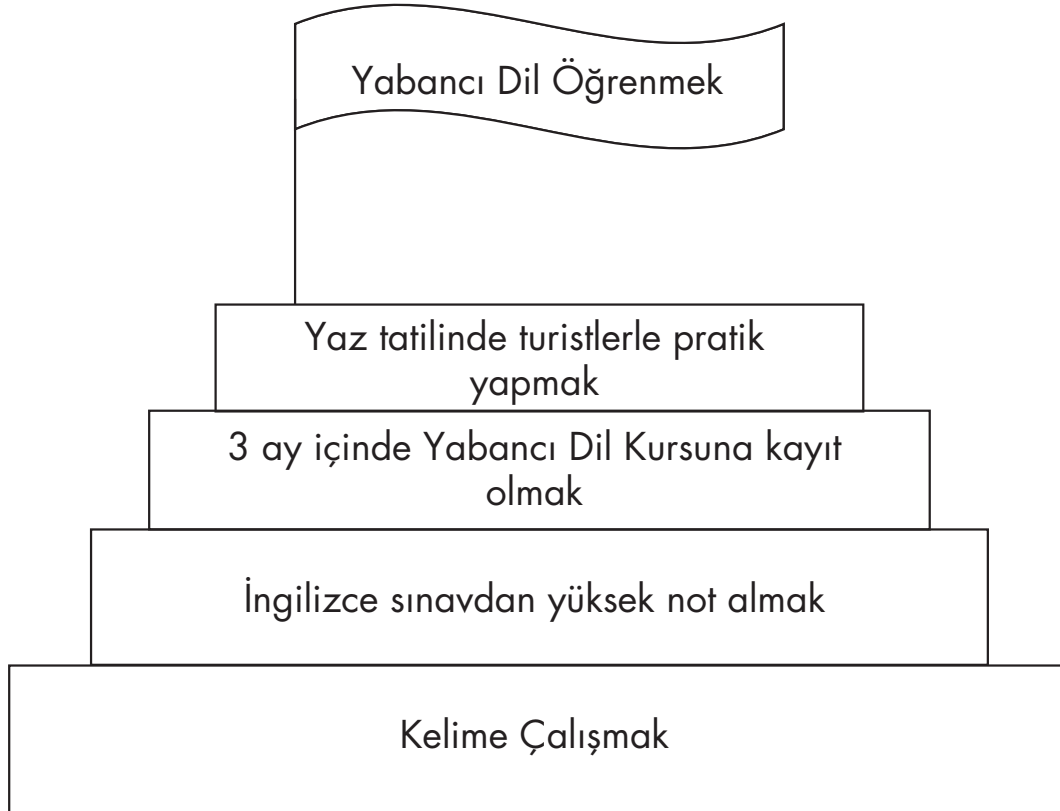 Yabancı Dil Öğrenmek
Yaz tatilinde turistlerle pratik
yapmak
3 ay içinde Yabancı Dil Kursuna kayıt
olmak
İngilizce sınavdan yüksek not almak
Kelime Çalışmak